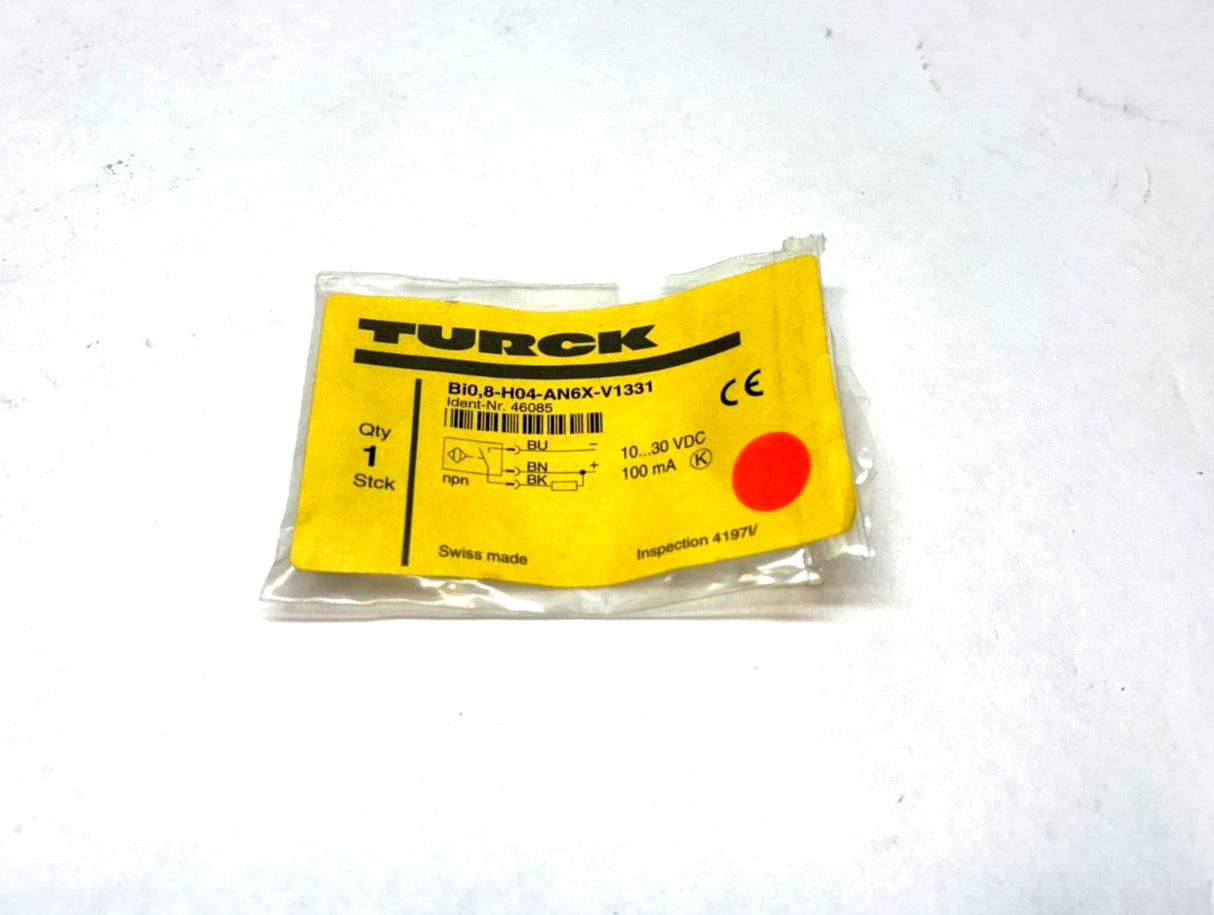 TURCK
Bi0,8-H04-AN6X-V1331
Ident-Nr. 46085
CE
Qty
1
Stck
BU –
BN +
BK
npn
10...30 VDC
100 mA K
Swiss made
Inspection 4197I/